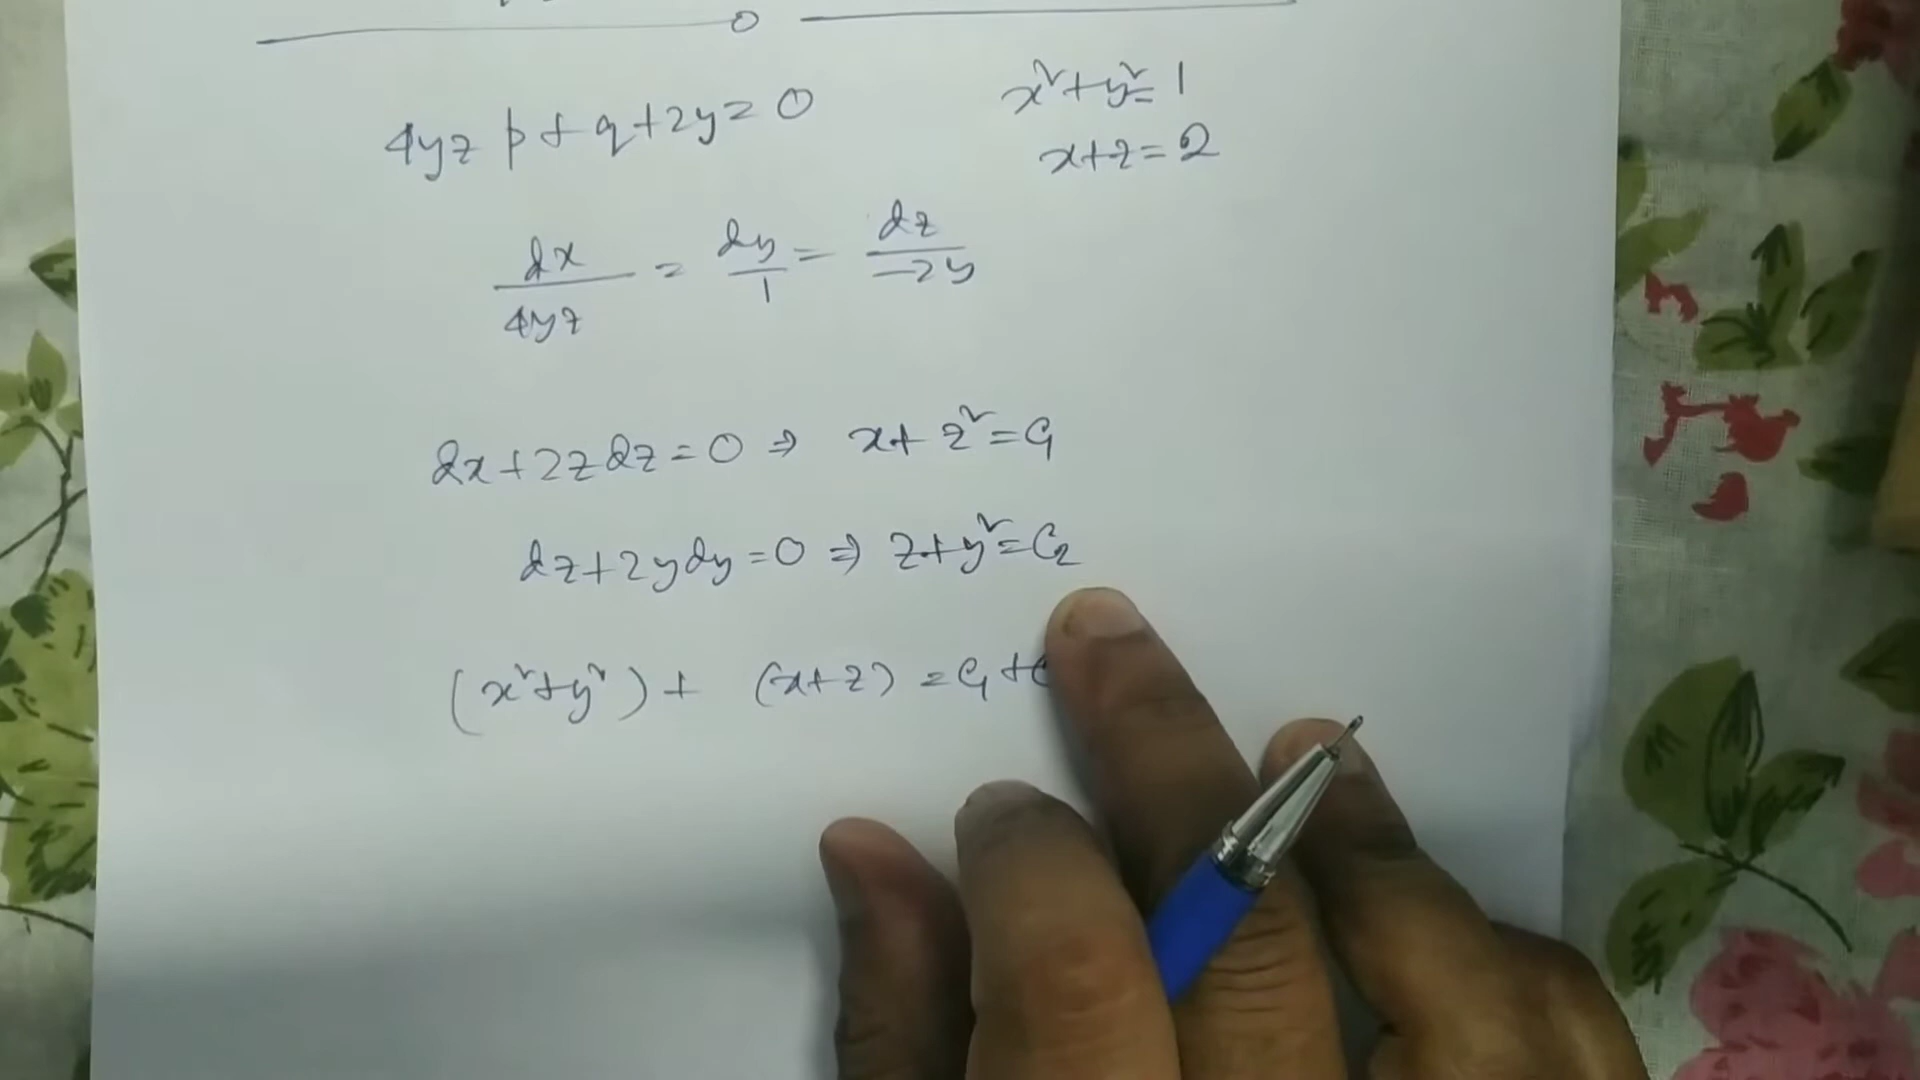 4yz p + q + 2y = 0
x² + y² = 1
x + z = 2
dx/4yz = dy/1 = dz/-2y
dx + 2z dz = 0 ⇒ x + z² = C₁
dz + 2y dy = 0 ⇒ z + y² = C₂
(x² + y²) + (x + z) = C₁ + C